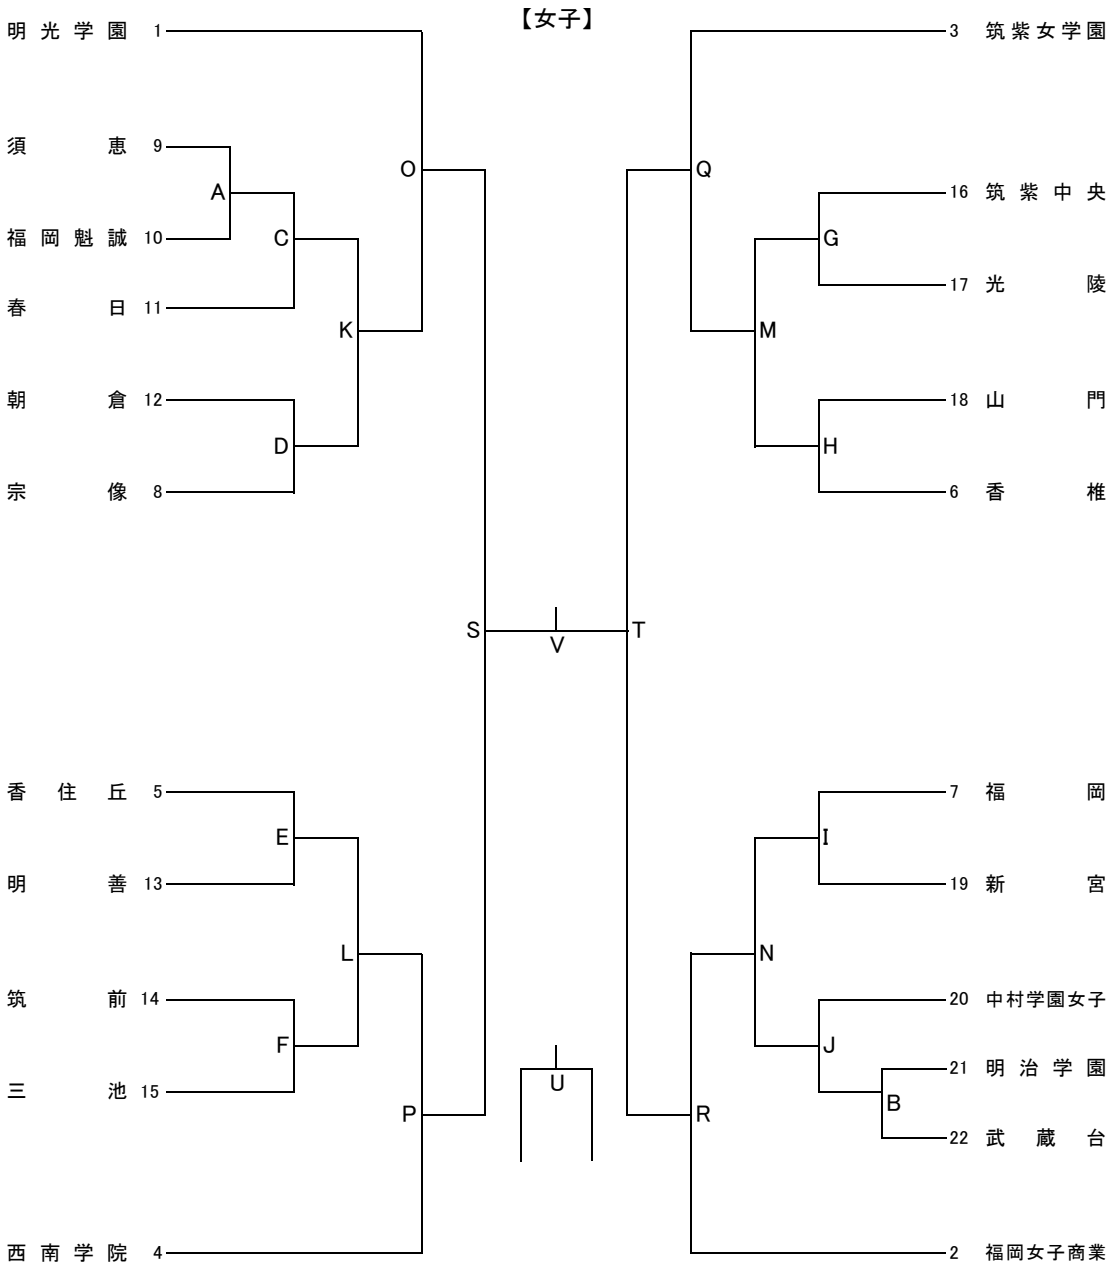 【女子】
明光学園 1
須恵 9
A
福岡魁誠 10
C
春日 11
K
朝倉 12
D
宗像 8
O
S
V
T
香住丘 5
E
明善 13
L
筑前 14
F
三池 15
P
西南学院 4
U
3 筑紫女学園
Q
16 筑紫中央
G
17 光陵
M
18 山門
H
6 香椎
7 福岡
I
19 新宮
N
20 中村学園女子
J
21 明治学園
B
22 武蔵台
R
2 福岡女子商業